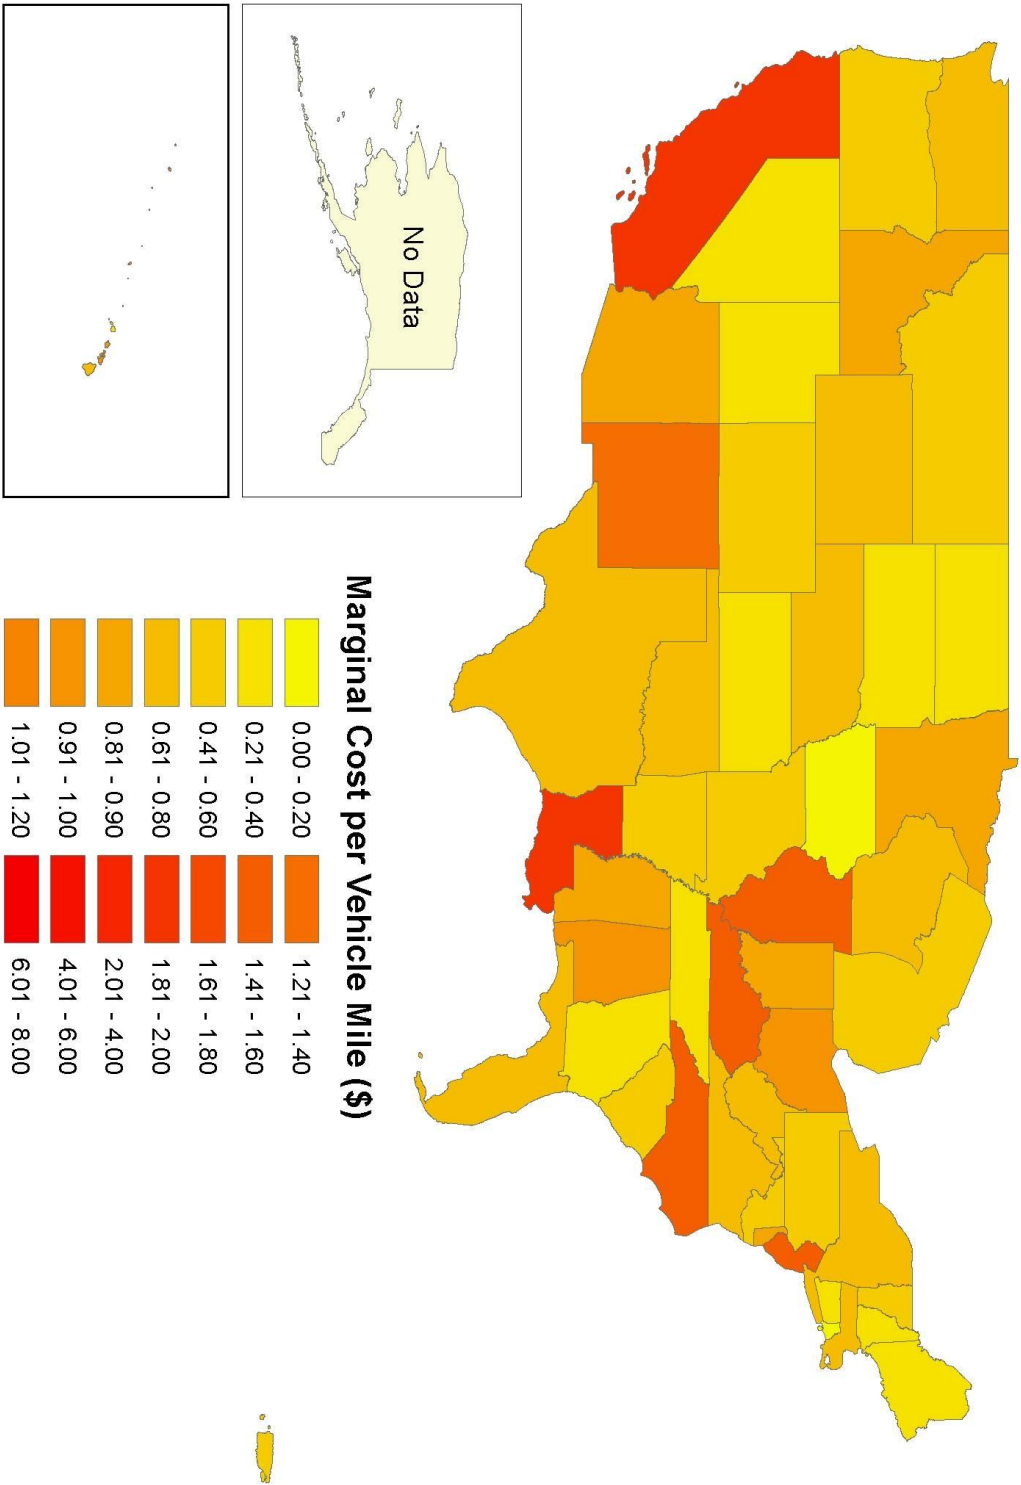 No Data
Marginal Cost per Vehicle Mile ($)
0.00 - 0.20
0.21 - 0.40
0.41 - 0.60
0.61 - 0.80
0.81 - 0.90
0.91 - 1.00
1.01 - 1.20
1.21 - 1.40
1.41 - 1.60
1.61 - 1.80
1.81 - 2.00
2.01 - 4.00
4.01 - 6.00
6.01 - 8.00